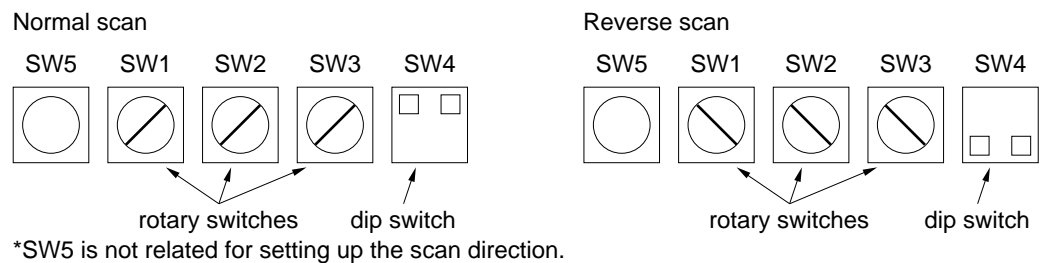 Normal scan
Reverse scan
SW5 SW1 SW2 SW3 SW4
SW5 SW1 SW2 SW3 SW4
rotary switches dip switch
rotary switches dip switch
*SW5 is not related for setting up the scan direction.